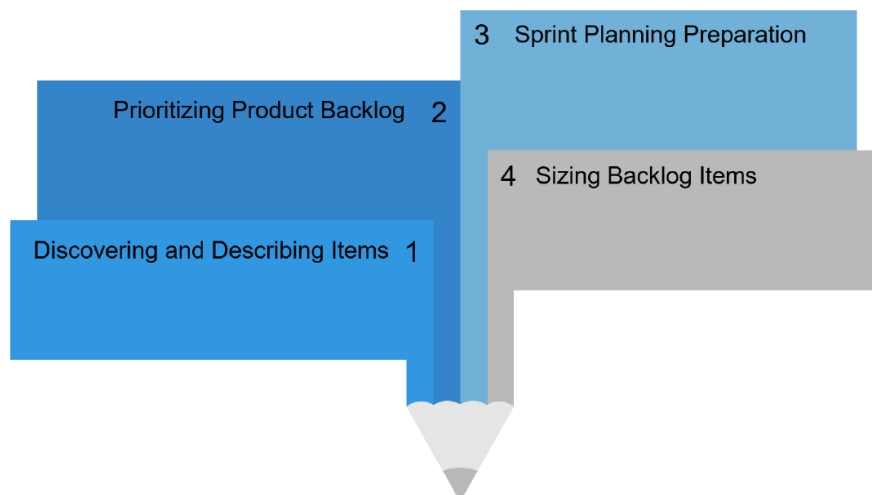 3 Sprint Planning Preparation
Prioritizing Product Backlog 2
4 Sizing Backlog Items
Discovering and Describing Items 1